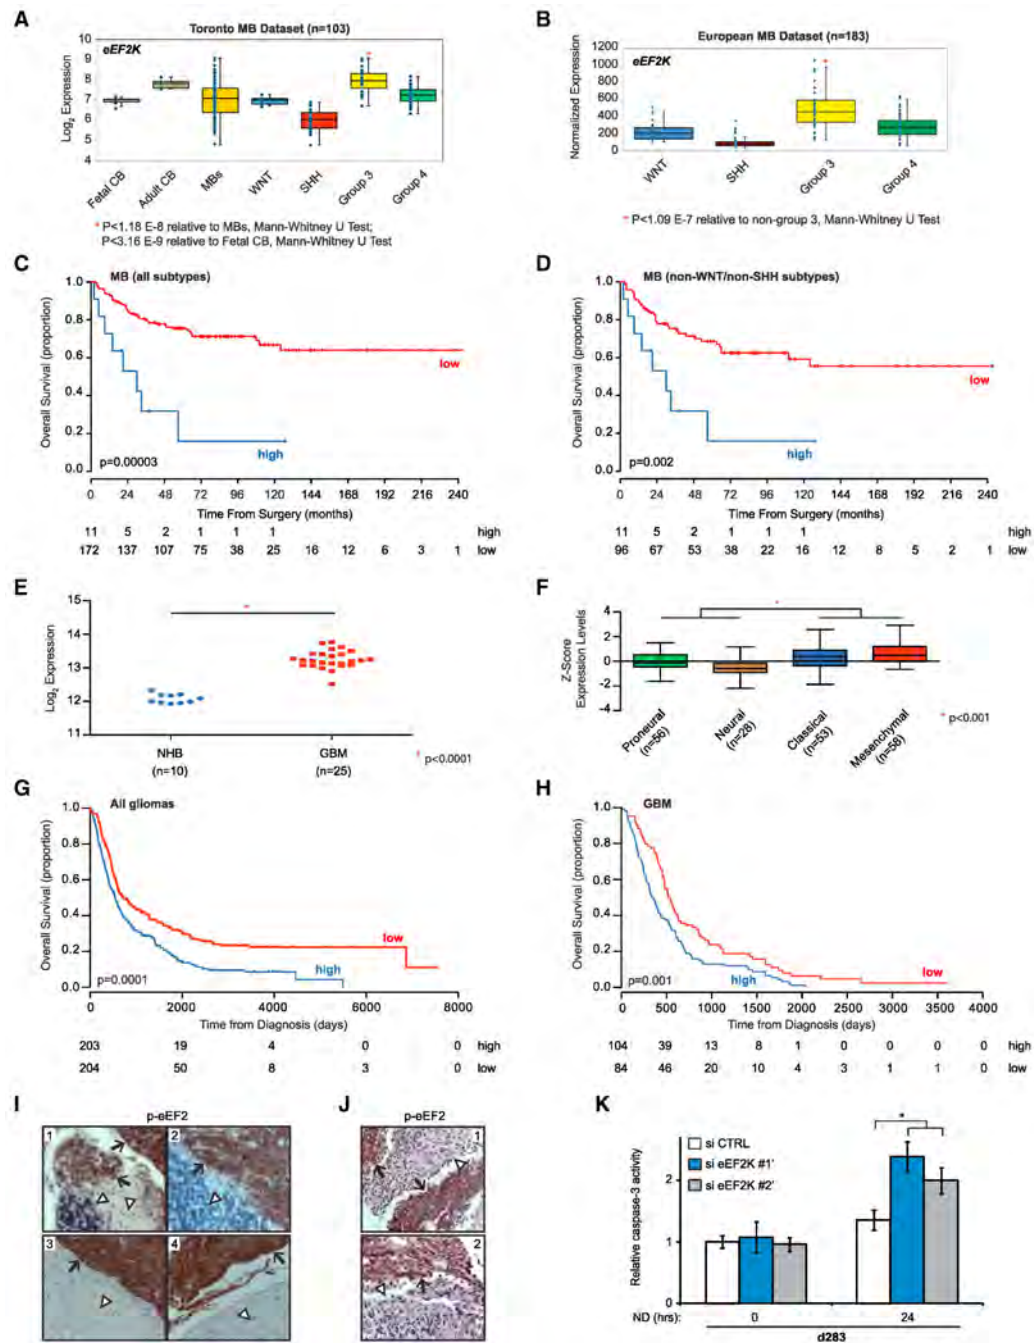 A
Toronto MB Dataset (n=103)
eEF2K
Log2 Expression
10
9
8
7
6
5
4
Fetal CB
Adult CB
MBs
WNT
SHH
Group 3
Group 4
* P<1.18 E-8 relative to MBs, Mann-Whitney U Test;
P<3.16 E-9 relative to Fetal CB, Mann-Whitney U Test
B
European MB Dataset (n=183)
eEF2K
Normalized Expression
1200
1000
800
600
400
200
0
WNT
SHH
Group 3
Group 4
* P<1.09 E-7 relative to non-group 3, Mann-Whitney U Test
C
MB (all subtypes)
Overall Survival (proportion)
1.0
0.8
0.6
0.4
0.2
0.0
low
high
p=0.00003
0 24 48 72 96 120 144 168 192 216 240
Time From Surgery (months)
11 5 2 1 1 1 high
172 137 107 75 38 25 16 12 6 3 1 low
D
MB (non-WNT/non-SHH subtypes)
Overall Survival (proportion)
1.0
0.8
0.6
0.4
0.2
0.0
low
high
p=0.002
0 24 48 72 96 120 144 168 192 216 240
Time From Surgery (months)
11 5 2 1 1 1 high
96 67 53 38 22 16 12 8 5 2 1 low
E
Log2 Expression
15
14
13
12
11
*
NHB
(n=10)
GBM
(n=25)
* p<0.0001
F
Z-Score
Expression Levels
4
2
0
-2
-4
*
Proneural
(n=56)
Neural
(n=28)
Classical
(n=53)
Mesenchymal
(n=58)
* p<0.001
G
All gliomas
Overall Survival (proportion)
1.0
0.8
0.6
0.4
0.2
0.0
low
high
p=0.0001
0 2000 4000 6000 8000
Time from Diagnosis (days)
203 19 4 0 0 high
204 50 8 3 0 low
H
GBM
Overall Survival (proportion)
1.0
0.8
0.6
0.4
0.2
0.0
low
high
p=0.001
0 500 1000 1500 2000 2500 3000 3500 4000
Time from Diagnosis (days)
104 39 13 8 1 0 0 0 0 high
84 46 20 10 4 3 1 1 0 low
I
p-eEF2
1
2
3
4
J
p-eEF2
1
2
K
Relative caspase-3 activity
2
1
0
si CTRL
si eEF2K #1'
si eEF2K #2'
*
ND (hrs): 0 24
d283